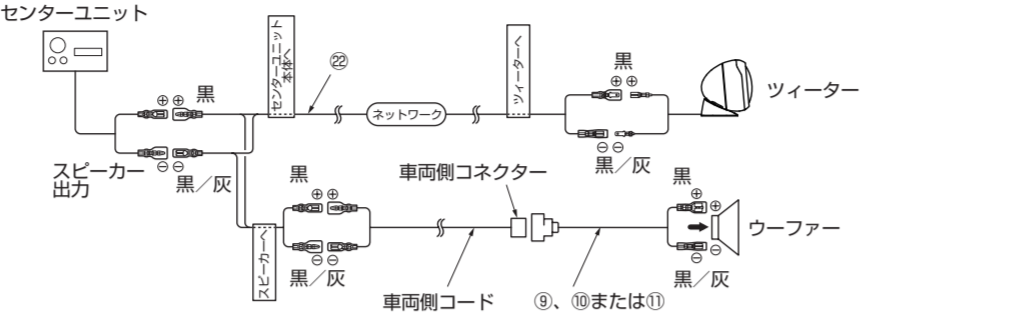 センターユニット
センターユニット
本体へ
㉒
ツィーターへ
黒
⊕ ⊕
ツィーター
⊕ ⊕
黒
ネットワーク
⊖ ⊖
黒／灰
スピーカー
出力
⊖ ⊖
黒／灰
黒
⊕ ⊕
車両側コネクター
黒
⊕ ⊕
ウーファー
スピーカーへ
⊖ ⊖
黒／灰
⊖ ⊖
黒／灰
車両側コード
⑨、⑩または⑪